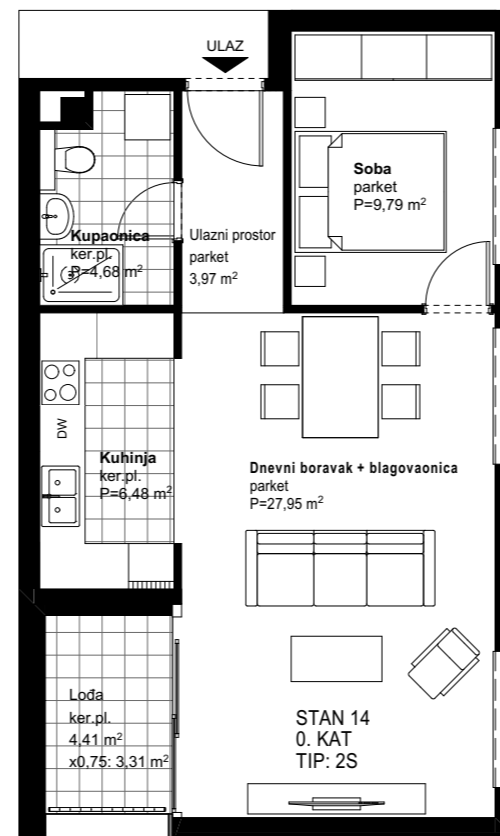 ULAZ
Soba
parket
P=9,79 m²
Kupaonica
ker.pl.
P=4,68 m²
Ulazni prostor
parket
3,97 m²
DW
Kuhinja
ker.pl.
P=6,48 m²
Dnevni boravak + blagovaonica
parket
P=27,95 m²
Lođa
ker.pl.
4,41 m²
x0,75: 3,31 m²
STAN 14
0. KAT
TIP: 2S